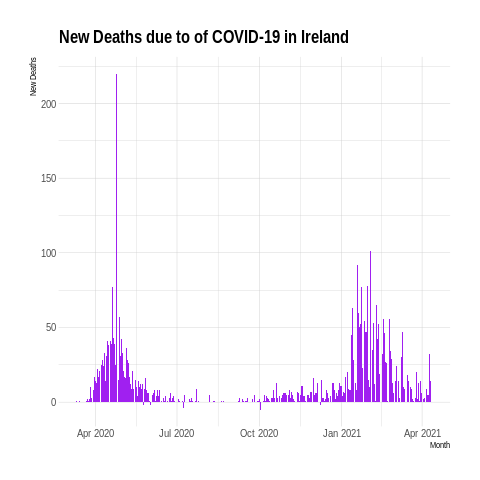 New Deaths due to of COVID-19 in Ireland
New Deaths
200
150
100
50
0
Apr 2020 Jul 2020 Oct 2020 Jan 2021 Apr 2021
Month